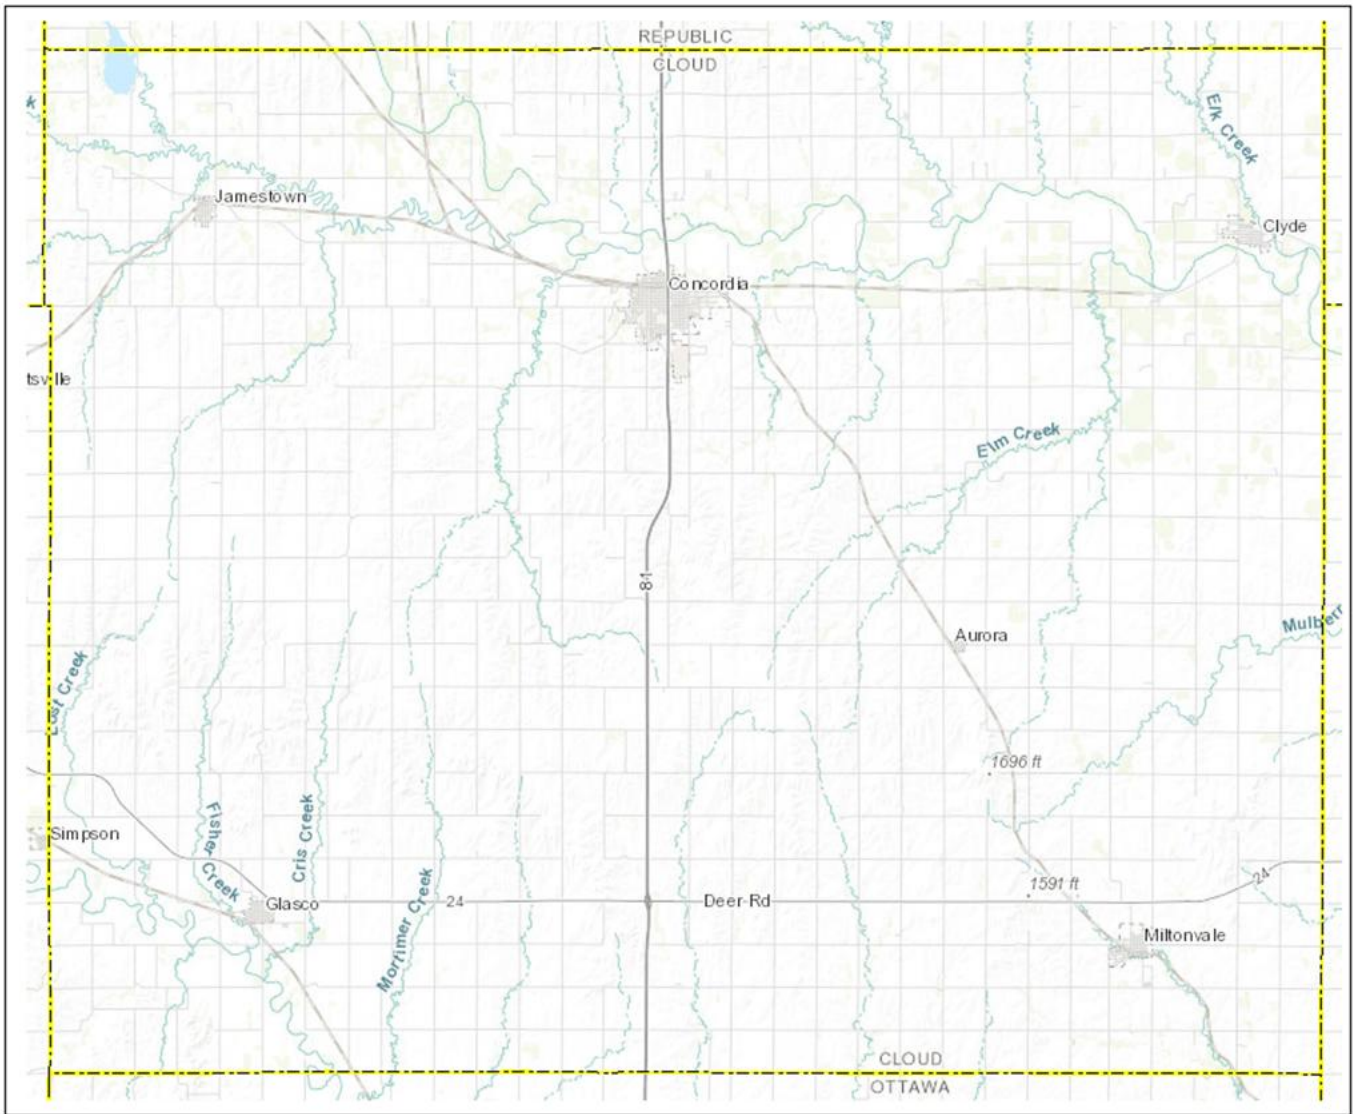 REPUBLIC
CLOUD
k
Elk Creek
Jamestown
Clyde
Concordia
tsville
Elm Creek
81
Aurora
Mulberr
Lost Creek
1696 ft
Fisher Creek
Cris Creek
Simpson
Mortimer Creek
1591 ft
24
Glasco
24
Deer Rd
Miltonvale
CLOUD
OTTAWA